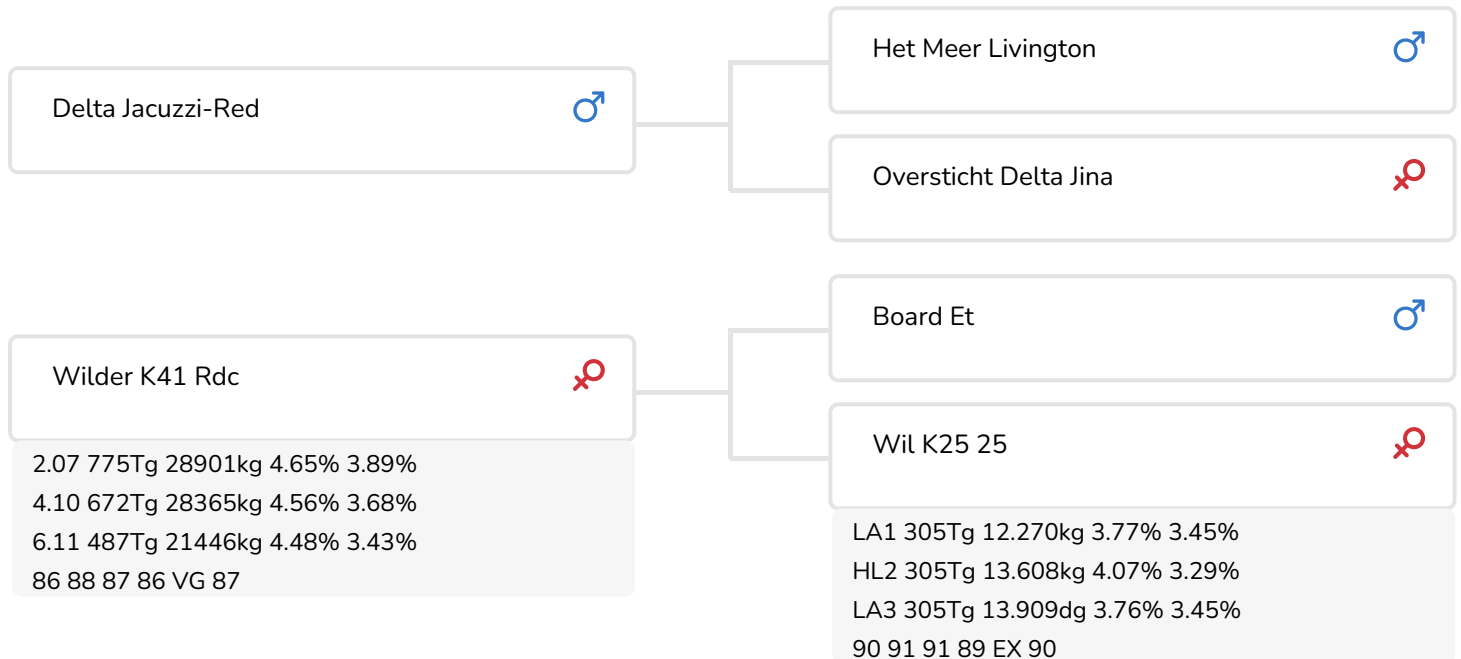 Het Meer Livington
Delta Jacuzzi-Red
Oversticht Delta Jina
Board Et
Wilder K41 Rdc
2.07 775Tg 28901kg 4.65% 3.89%
4.10 672Tg 28365kg 4.56% 3.68%
6.11 487Tg 21446kg 4.48% 3.43%
86 88 87 86 VG 87
Wil K25 25
LA1 305Tg 12.270kg 3.77% 3.45%
HL2 305Tg 13.608kg 4.07% 3.29%
LA3 305Tg 13.909dg 3.76% 3.45%
90 91 91 89 EX 90